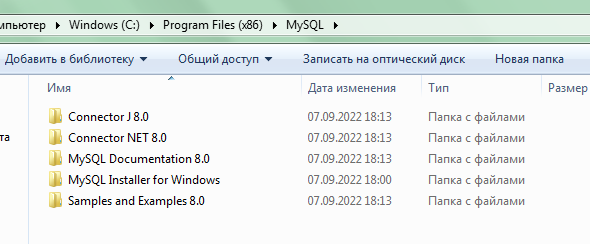 мпьютер ▸ Windows (C:) ▸ Program Files (x86) ▸ MySQL ▸
Добавить в библиотеку Общий доступ Записать на оптический диск Новая папка
Имя Дата изменения Тип Размер
Connector J 8.0 07.09.2022 18:13 Папка с файлами
Connector NET 8.0 07.09.2022 18:13 Папка с файлами
та
MySQL Documentation 8.0 07.09.2022 18:13 Папка с файлами
MySQL Installer for Windows 07.09.2022 18:00 Папка с файлами
Samples and Examples 8.0 07.09.2022 18:13 Папка с файлами